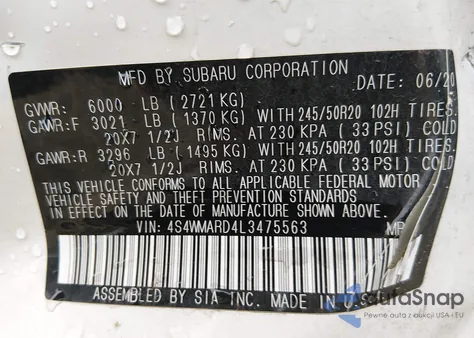 MFD BY SUBARU CORPORATION
DATE: 06/20
GVWR: 6000 LB (2721 KG)
GAWR:F 3021 LB (1370 KG) WITH 245/50R20 102H TIRES.
20X7 1/2J RIMS. AT 230 KPA (33 PSI) COLD
GAWR:R 3296 LB (1495 KG) WITH 245/50R20 102H TIRES.
20X7 1/2J RIMS. AT 230 KPA (33 PSI) COLD
THIS VEHICLE CONFORMS TO ALL APPLICABLE FEDERAL MOTOR
VEHICLE SAFETY AND THEFT PREVENTION STANDARDS
IN EFFECT ON THE DATE OF MANUFACTURE SHOWN ABOVE.
VIN: 4S4WMARD4L3475563 MP
ASSEMBLED BY SIA INC. MADE IN U.
autaSnap
Pewne auta z aukcji USA i EU